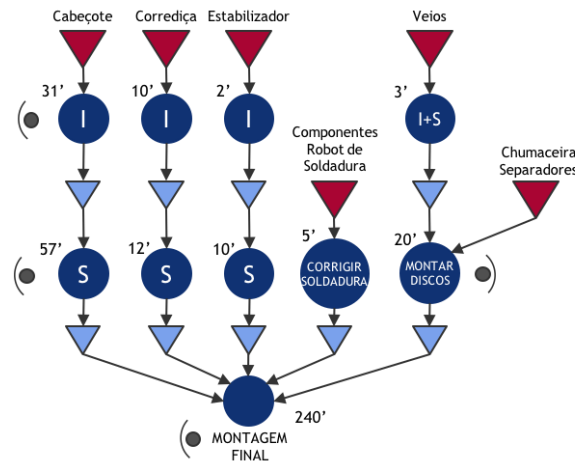 Cabeçote
Corrediça
Estabilizador
Veios
31’
10’
2’
3’
I
I
I
I+S
Componentes
Robot de
Soldadura
Chumaceira
Separadores
57’
12’
10’
5’
20’
S
S
S
CORRIGIR
SOLDADURA
MONTAR
DISCOS
240’
MONTAGEM
FINAL